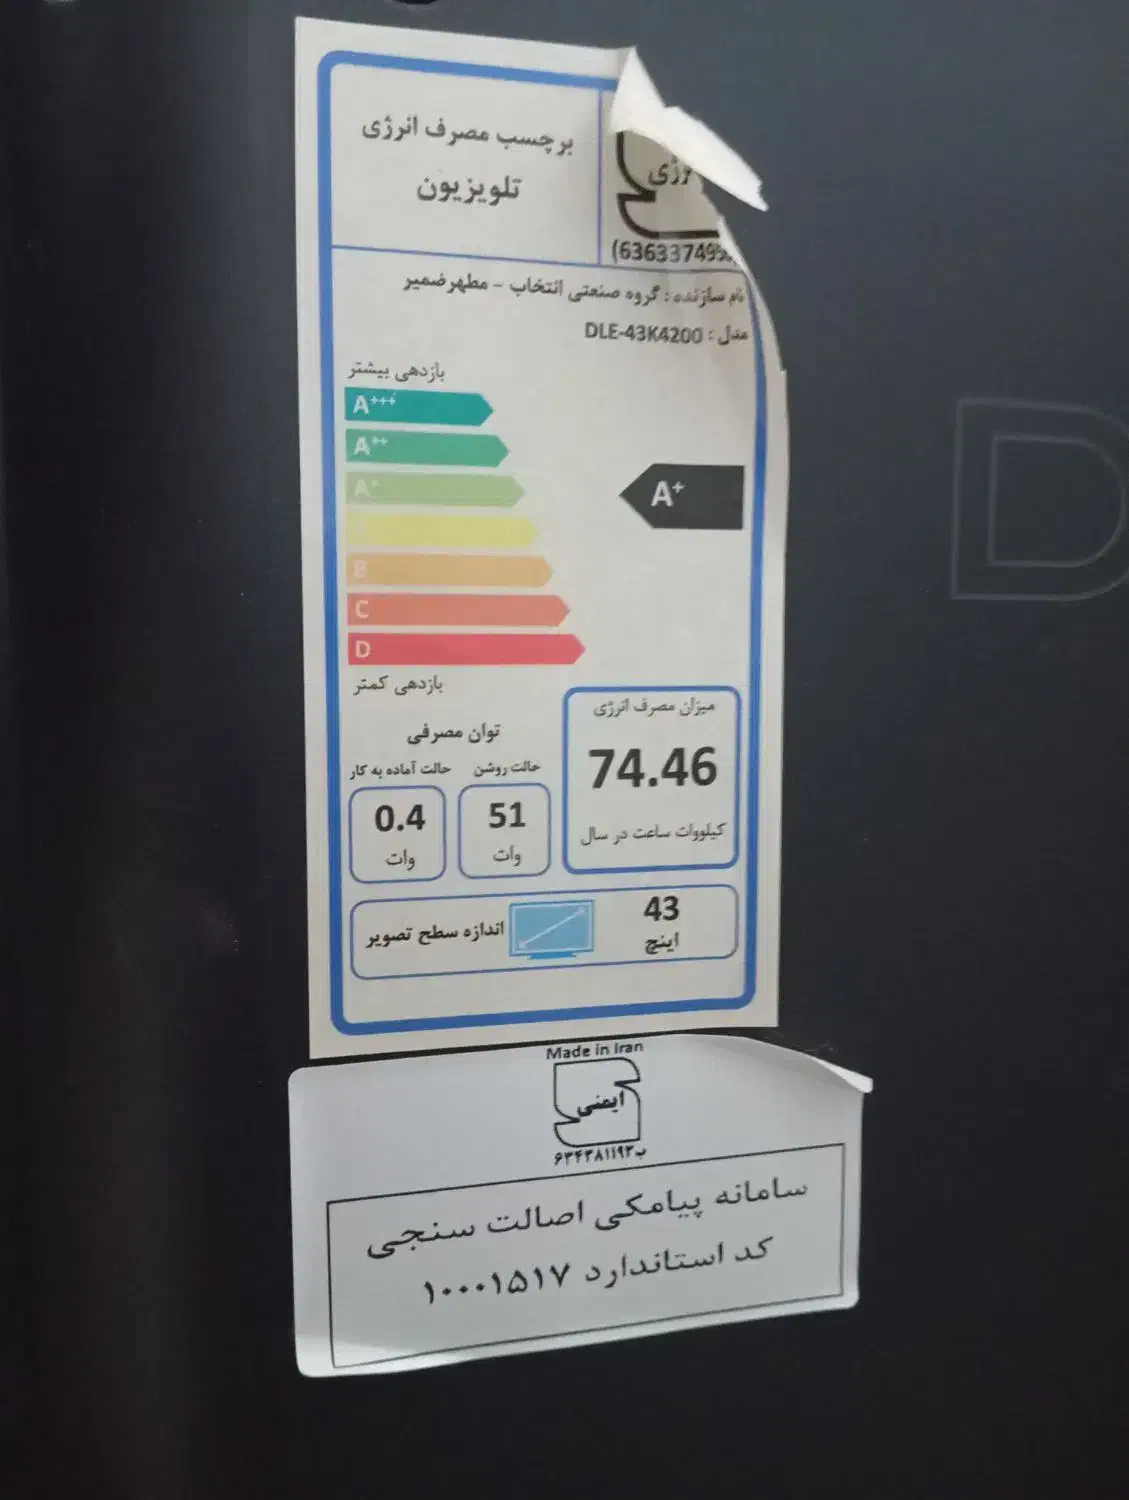 برچسب مصرف انرژی
تلویزیون
نام سازنده : گروه صنعتی انتخاب - مطهرضمیر
مدل : DLE-43K4200
بازدهی بیشتر
A+++
A++
A+
B
C
D
A+
بازدهی کمتر
میزان مصرف انرژی
74.46
کیلووات ساعت در سال
توان مصرفی
حالت روشن
51
وات
حالت آماده به کار
0.4
وات
اندازه سطح تصویر
43
اینچ
Made in Iran
ایمنی
ب۶۳۴۳۸۱۱۹۳
سامانه پیامکی اصالت سنجی
کد استاندارد ۱۰۰۰۱۵۱۷
D